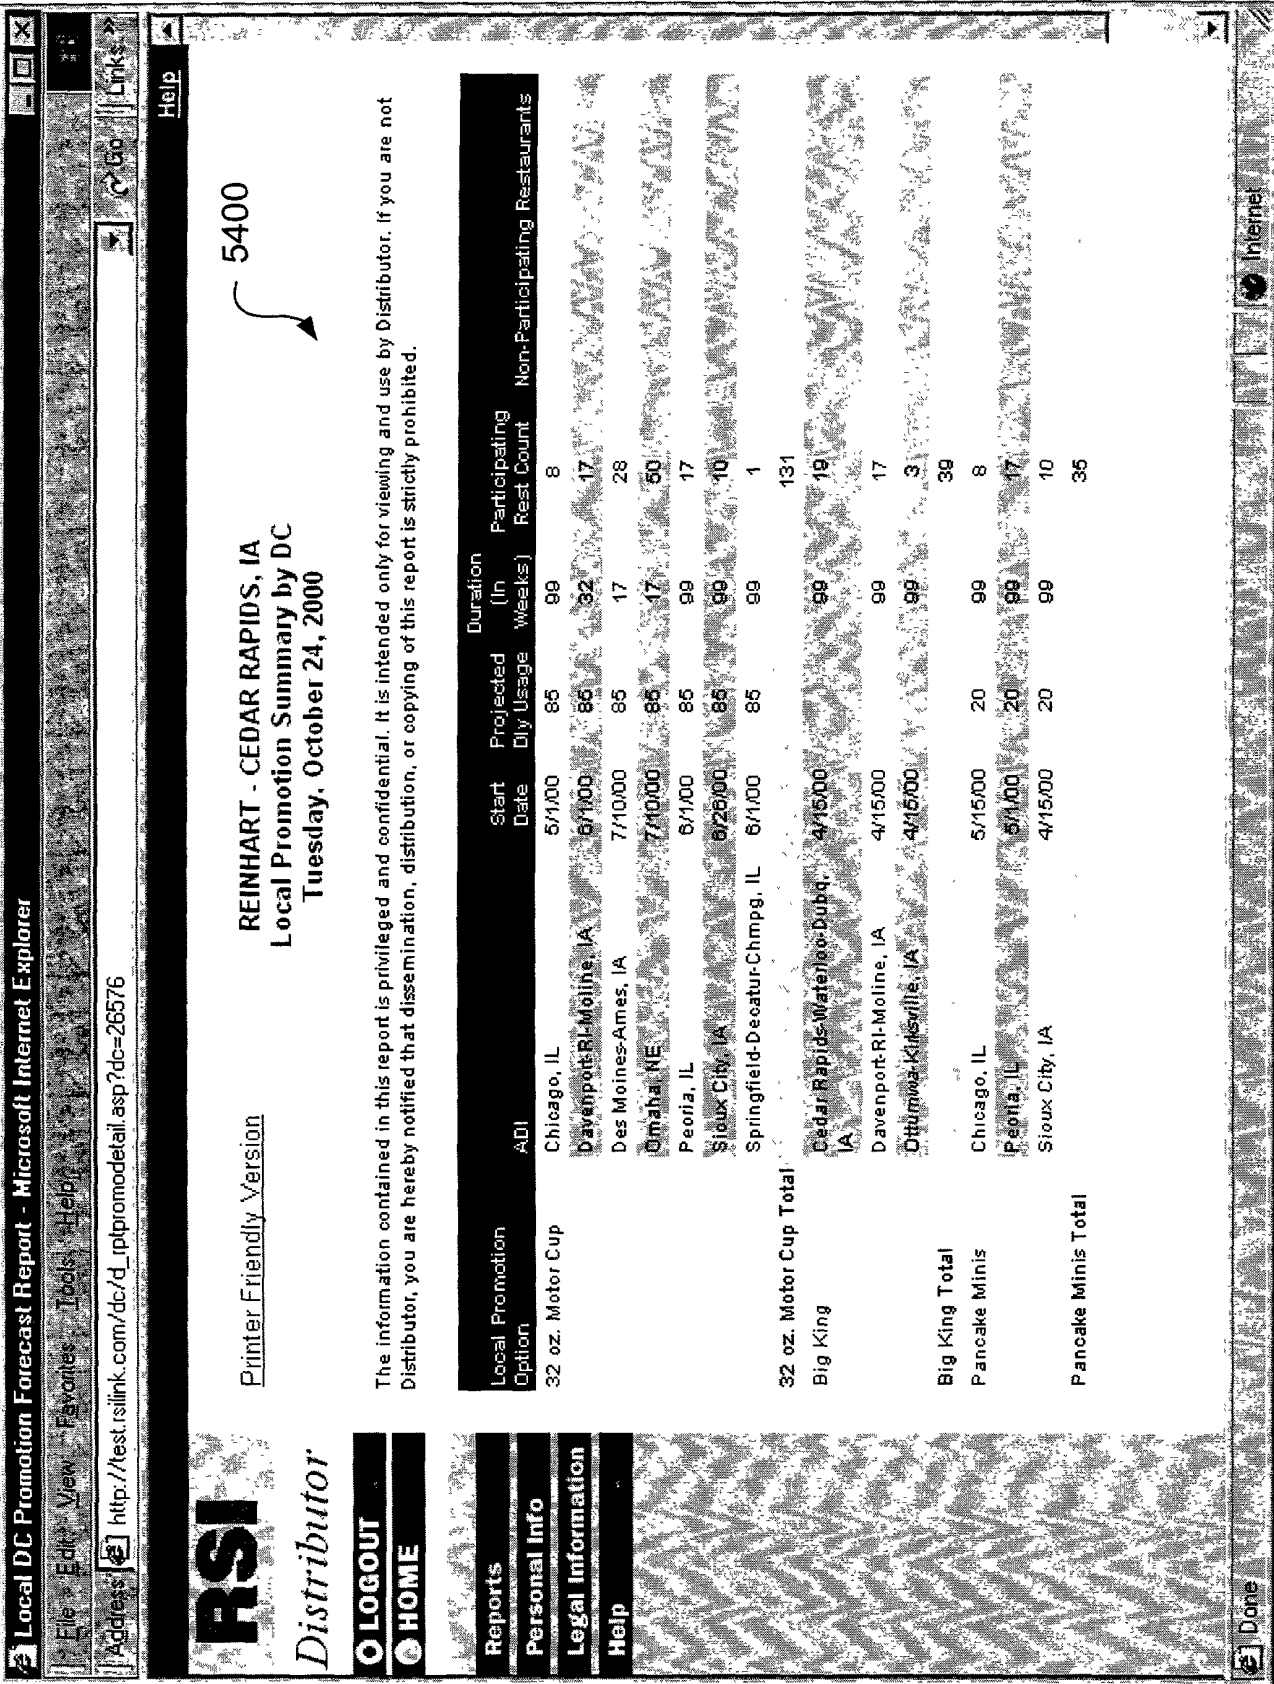 Local DC Promotion Forecast Report - Microsoft Internet Explorer
File Edit View Favorites Tools Help
Address http://test.rsilink.com/dc/d_rptpromodetail.asp?dc=26576 Go Links »
Help
RSI
Distributor
LOGOUT
HOME
Reports
Personal Info
Legal Information
Help
Printer Friendly Version
REINHART - CEDAR RAPIDS, IA
Local Promotion Summary by DC
Tuesday, October 24, 2000
5400
The information contained in this report is privileged and confidential. It is intended only for viewing and use by Distributor. If you are not
Distributor, you are hereby notified that dissemination, distribution, or copying of this report is strictly prohibited.
Local Promotion Option ADI Start Date Projected Dly Usage Duration (In Weeks) Participating Rest Count Non-Participating Restaurants
32 oz. Motor Cup Chicago, IL 5/1/00 85 99 8
Davenport-RI-Moline, IA 6/1/00 85 32 17
Des Moines-Ames, IA 7/10/00 85 17 28
Omaha, NE 7/10/00 85 17 50
Peoria, IL 6/1/00 85 99 17
Sioux City, IA 6/26/00 85 99 10
Springfield-Decatur-Chmpg, IL 6/1/00 85 99 1
32 oz. Motor Cup Total 131
Big King Cedar Rapids-Waterlo-Dubq, 4/15/00 99 19
IA
Davenport-RI-Moline, IA 4/15/00 99 17
Ottumwa-Kirksville, IA 4/15/00 99 3
Big King Total 39
Pancake Minis Chicago, IL 5/15/00 20 99 8
Peoria, IL 5/1/00 20 99 17
Sioux City, IA 4/15/00 20 99 10
Pancake Minis Total 35
Done Internet